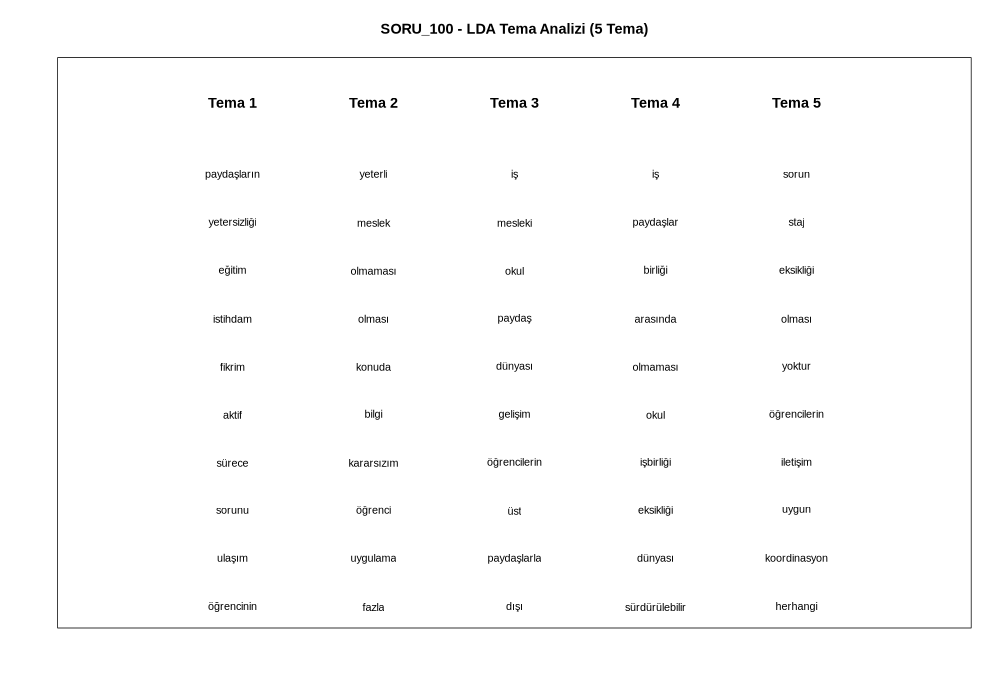 SORU_100 - LDA Tema Analizi (5 Tema)
Tema 1 Tema 2 Tema 3 Tema 4 Tema 5
paydaşların yeterli iş iş sorun
yetersizliği meslek mesleki paydaşlar staj
eğitim olmaması okul birliği eksikliği
istihdam olması paydaş arasında olması
fikrim konuda dünyası olmaması yoktur
aktif bilgi gelişim okul öğrencilerin
sürece kararsızım öğrencilerin işbirliği iletişim
sorunu öğrenci üst eksikliği uygun
ulaşım uygulama paydaşlarla dünyası koordinasyon
öğrencinin fazla dışı sürdürülebilir herhangi